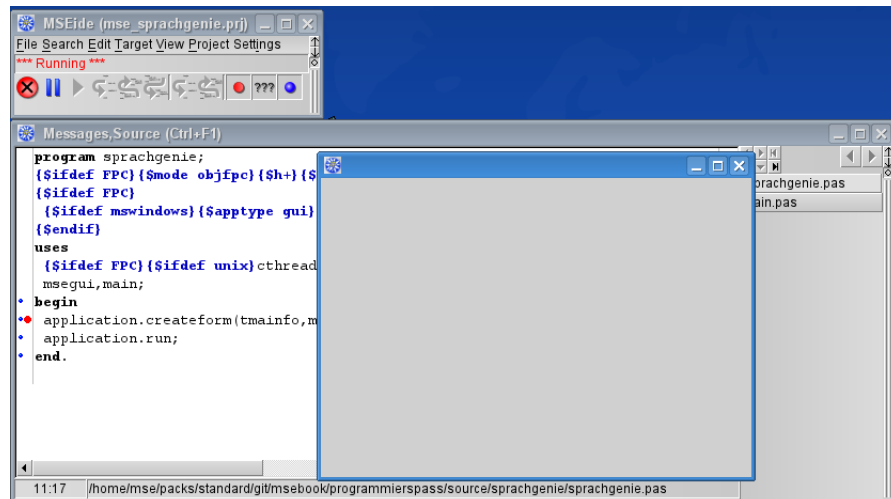 MSEide (mse_sprachgenie.prj)
File Search Edit Target View Project Settings
*** Running ***
???
Messages,Source (Ctrl+F1)
program sprachgenie;
{$ifdef FPC}{$mode objfpc}{$h+}{$
{$ifdef FPC}
{$ifdef mswindows}{$apptype gui}
{$endif}
uses
{$ifdef FPC}{$ifdef unix}cthread
msegui,main;
begin
application.createform(tmainfo,m
application.run;
end.
prachgenie.pas
ain.pas
11:17 /home/mse/packs/standard/git/msebook/programmierspass/source/sprachgenie/sprachgenie.pas